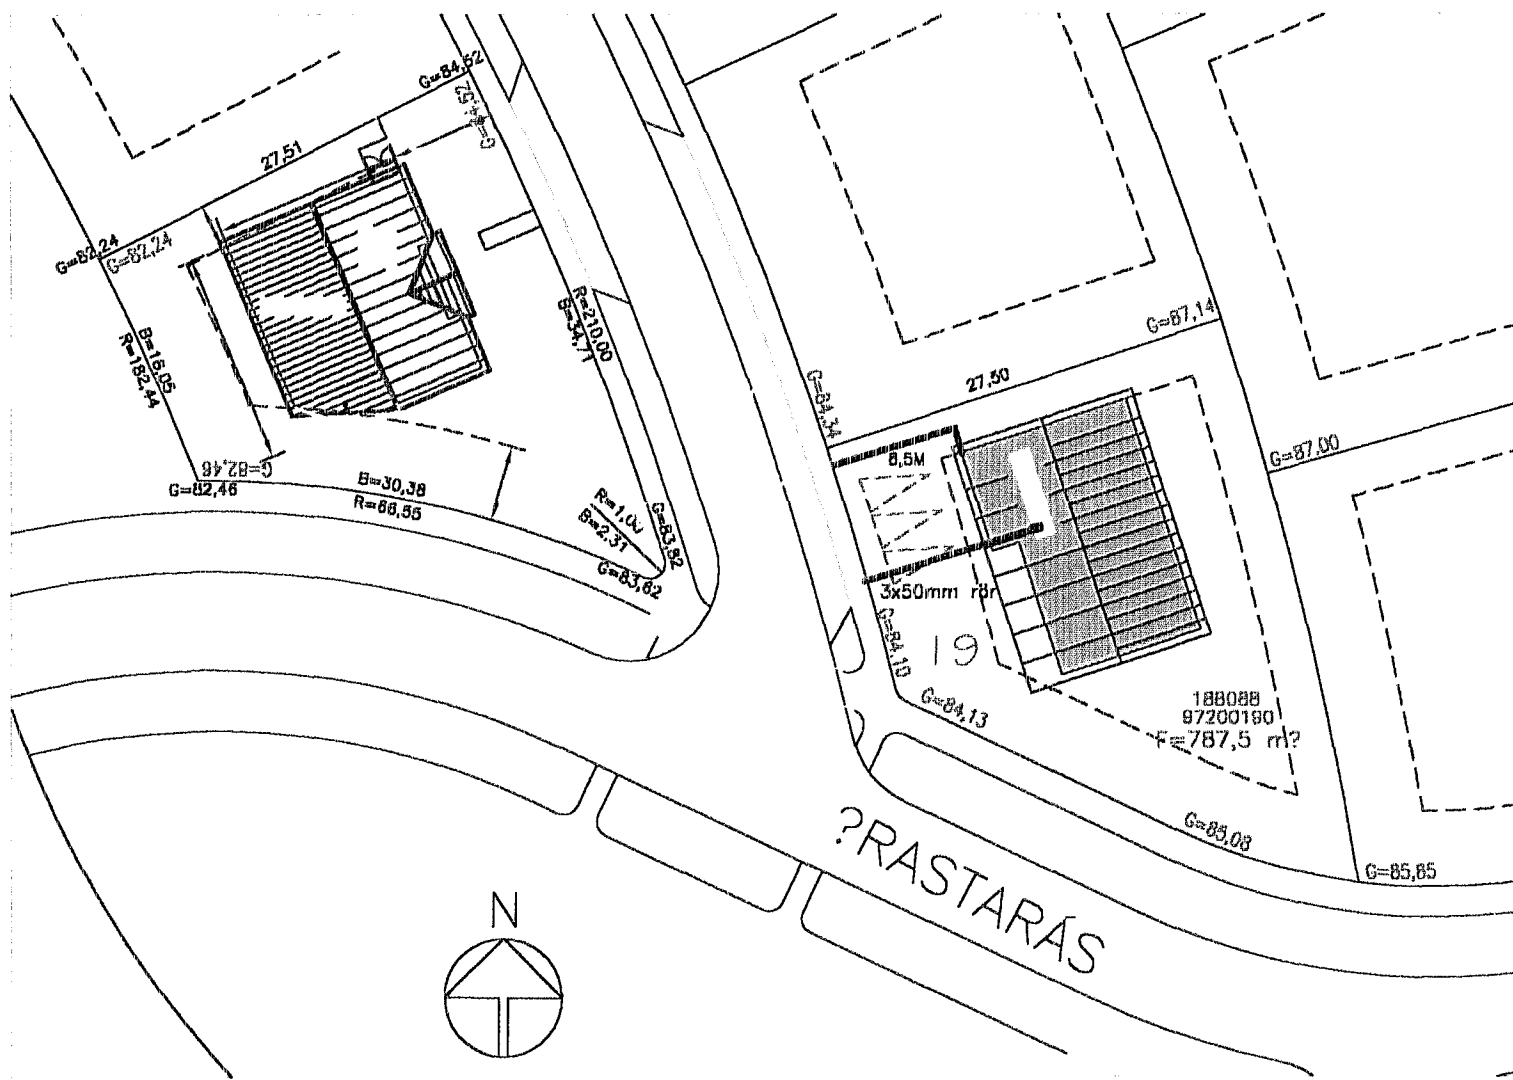 G=84,52
G=84,52
27,51
G=82,24
G=82,24
B=16,05
R=182,44
R=210,00
B=34,71
G=82,46
G=82,46
B=30,38
R=66,55
R=1,00
B=2,31
G=83,82
G=83,62
G=87,14
27,50
G=84,34
6,5M
G=87,00
3x50mm rör
19
G=84,10
G=84,13
188088
97200190
F=787,5 m?
G=85,08
G=85,85
?RASTARÁS
N